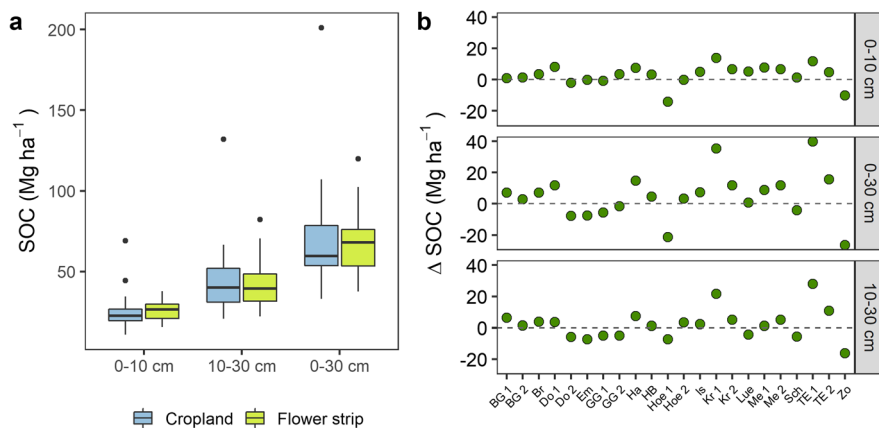 a
SOC (Mg ha⁻¹ )
200
150
100
50
0-10 cm 10-30 cm 0-30 cm
Cropland Flower strip
b
Δ SOC (Mg ha⁻¹ )
40
20
0
-20
0-10 cm
40
20
0
-20
0-30 cm
40
20
0
-20
10-30 cm
BG 1 BG 2 Br Do 1 Do 2 Em GG 1 GG 2 Ha HB Hoe 1 Hoe 2 Is Kr 1 Kr 2 Lue Me 1 Me 2 Sch TE 1 TE 2 Zo